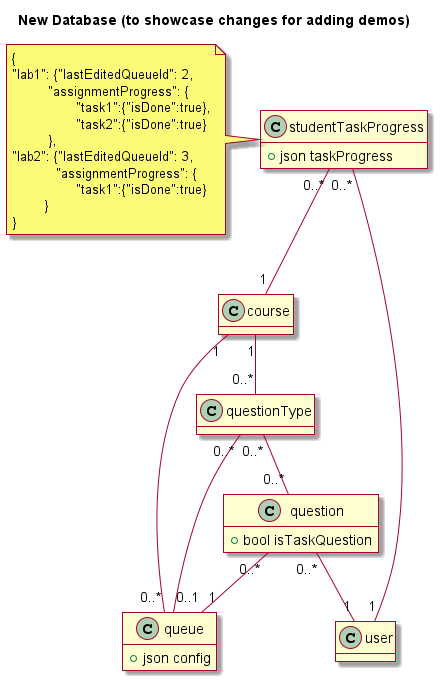 New Database (to showcase changes for adding demos)
{
"lab1": {"lastEditedQueueId": 2,
"assignmentProgress": {
"task1":{"isDone":true},
"task2":{"isDone":true}
},
"lab2": {"lastEditedQueueId": 3,
"assignmentProgress": {
"task1":{"isDone":true}
}
}
C studentTaskProgress
json taskProgress
0..* 0..*
1
C course
1 1
0..*
C questionType
0..* 0..*
0..*
C question
bool isTaskQuestion
0..* 0..*
0..* 0..1 1 1 1
C queue
json config
C user